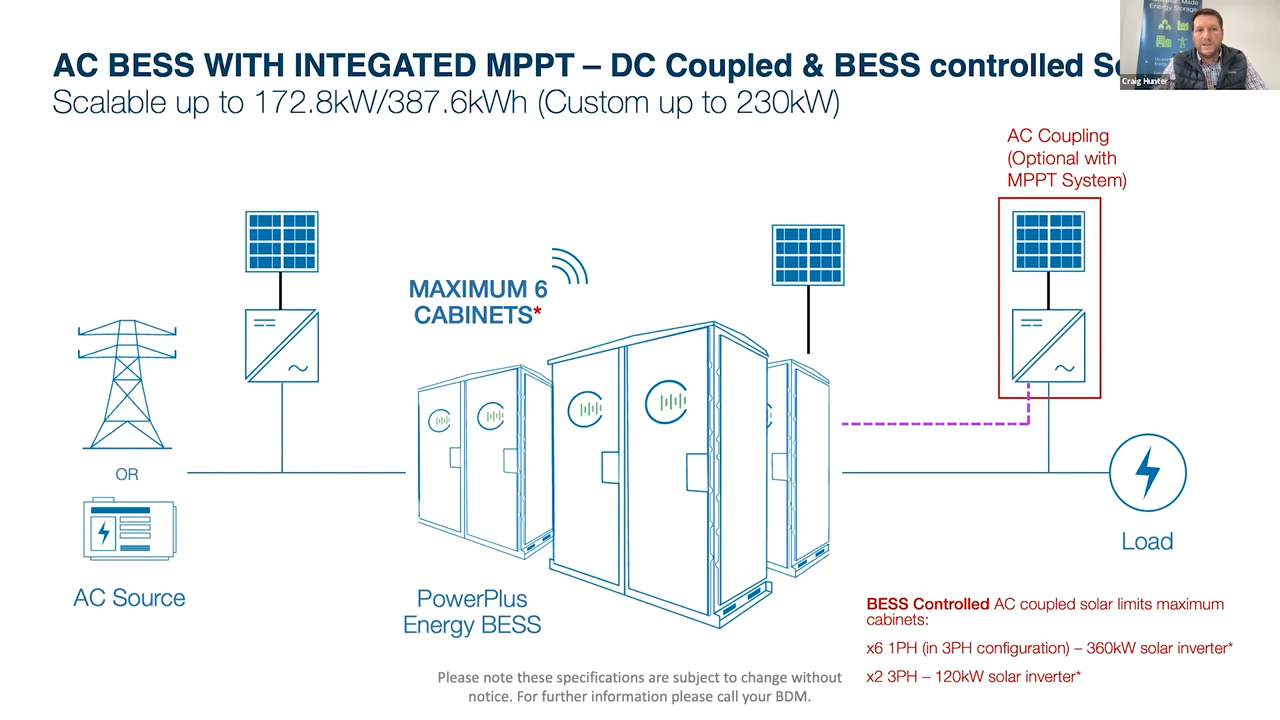 AC BESS WITH INTEGATED MPPT – DC Coupled & BESS controlled
Scalable up to 172.8kW/387.6kWh (Custom up to 230kW)
Made
Energy Storage
Craig Hunter
AC Coupling
(Optional with
MPPT System)
MAXIMUM 6
CABINETS*
OR
AC Source
PowerPlus
Energy BESS
Load
BESS Controlled AC coupled solar limits maximum
cabinets:
x6 1PH (in 3PH configuration) – 360kW solar inverter*
x2 3PH – 120kW solar inverter*
Please note these specifications are subject to change without
notice. For further information please call your BDM.